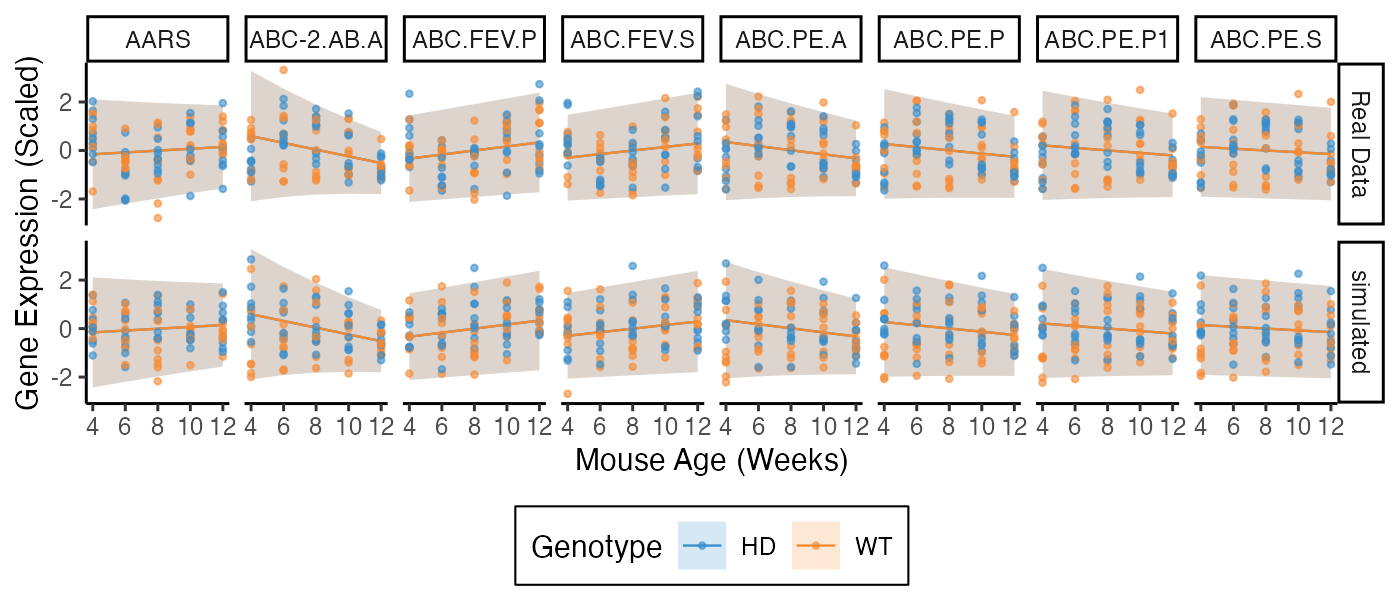 AARS ABC-2.AB.A ABC.FEV.P ABC.FEV.S ABC.PE.A ABC.PE.P ABC.PE.P1 ABC.PE.S
Gene Expression (Scaled)
2
0
-2
Real Data
2
0
-2
simulated
4 6 8 10 12 4 6 8 10 12 4 6 8 10 12 4 6 8 10 12 4 6 8 10 12 4 6 8 10 12 4 6 8 10 12 4 6 8 10 12
Mouse Age (Weeks)
Genotype HD WT